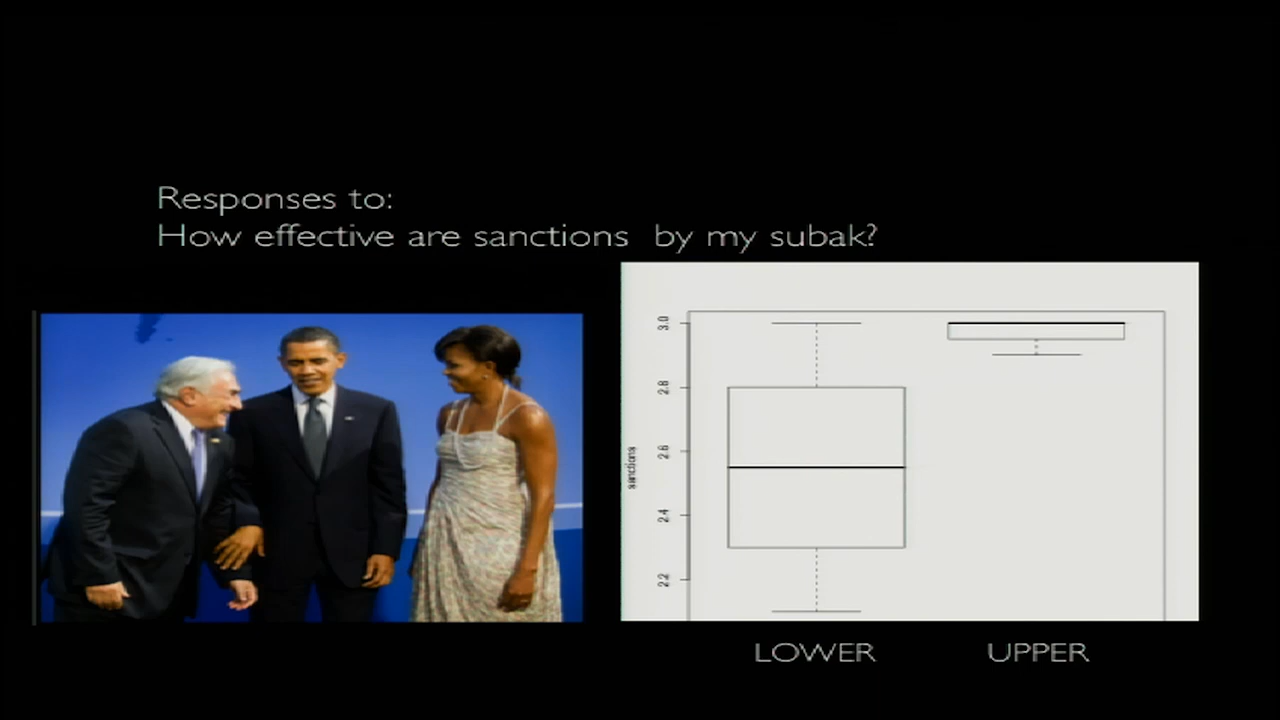 Responses to:
How effective are sanctions by my subak?
3.0
2.8
2.6
2.4
2.2
sanctions
LOWER UPPER